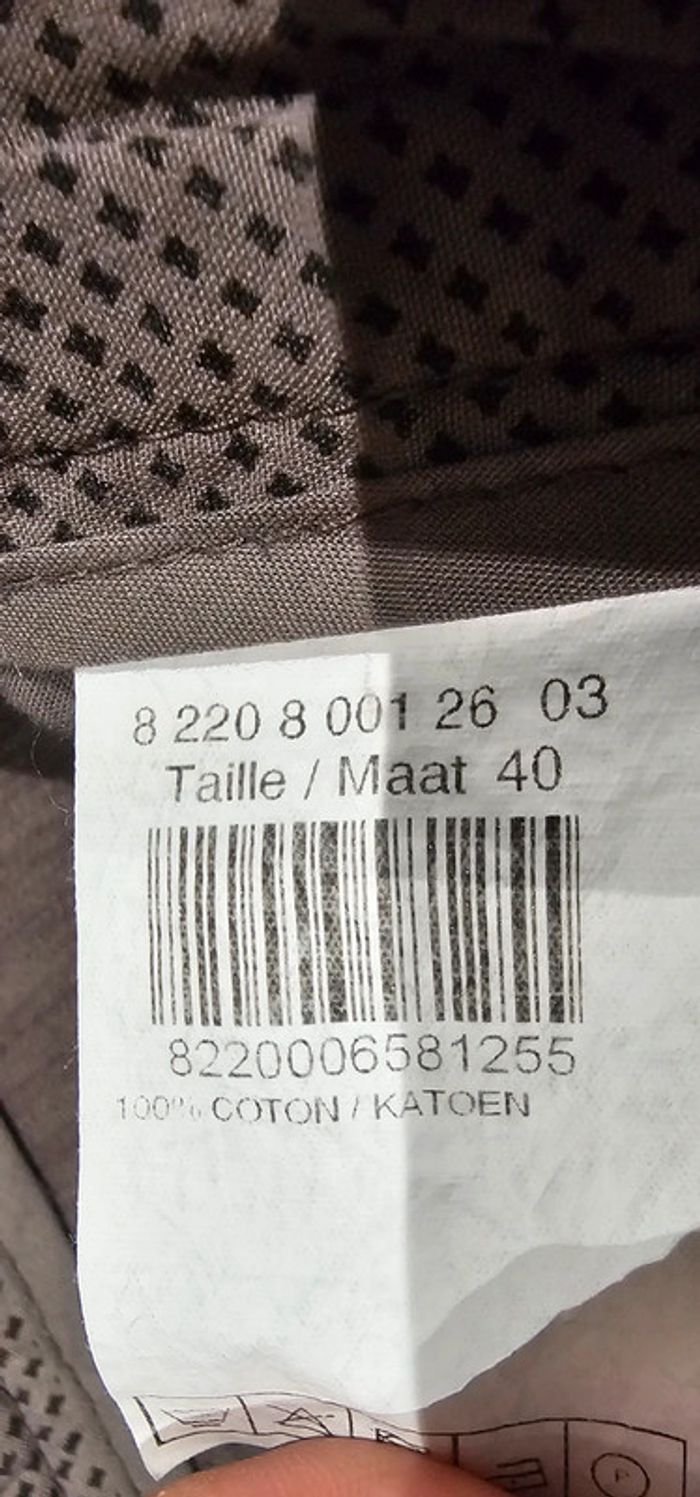 8 220 8 001 26 03
Taille / Maat 40
8220006581255
100% COTON / KATOEN
P